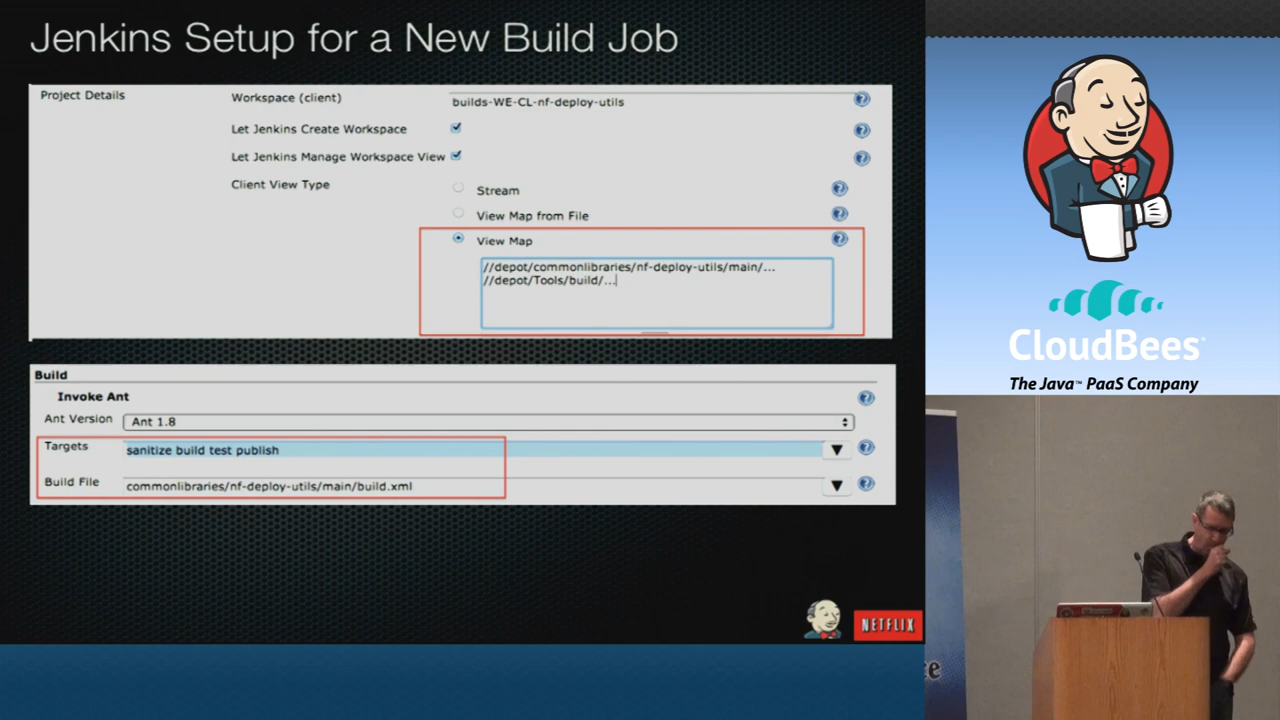 Jenkins Setup for a New Build Job
Project Details
Workspace (client)
builds-WE-CL-nf-deploy-utils
Let Jenkins Create Workspace
Let Jenkins Manage Workspace View
Client View Type
Stream
View Map from File
View Map
//depot/commonlibraries/nf-deploy-utils/main/...
//depot/Tools/build/...
Build
Invoke Ant
Ant Version
Ant 1.8
Targets
sanitize build test publish
Build File
commonlibraries/nf-deploy-utils/main/build.xml
NETFLIX
CloudBees
The Java™ PaaS Company